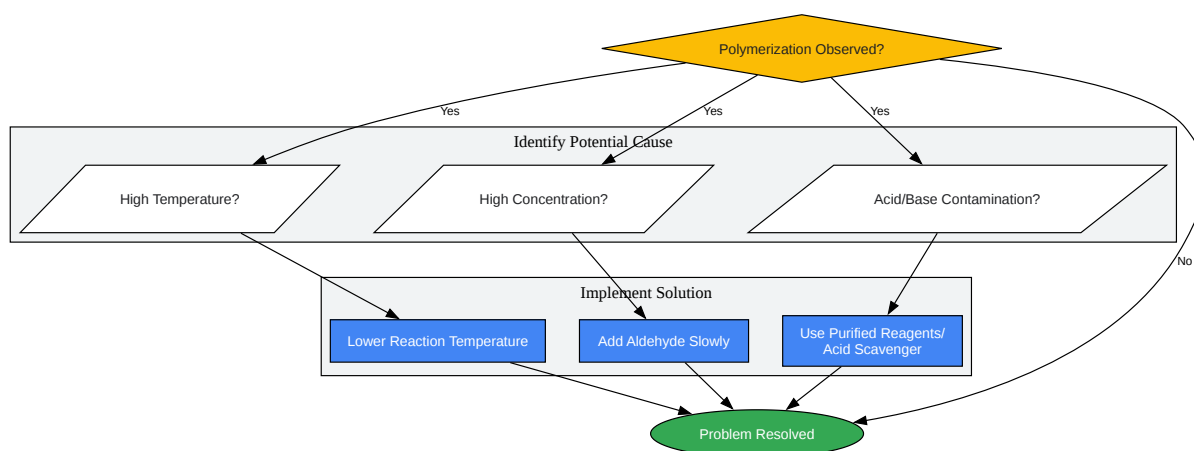 Polymerization Observed?
Yes
Yes
Yes
Identify Potential Cause
High Temperature?
High Concentration?
Acid/Base Contamination?
No
Implement Solution
Lower Reaction Temperature
Add Aldehyde Slowly
Use Purified Reagents/
Acid Scavenger
Problem Resolved